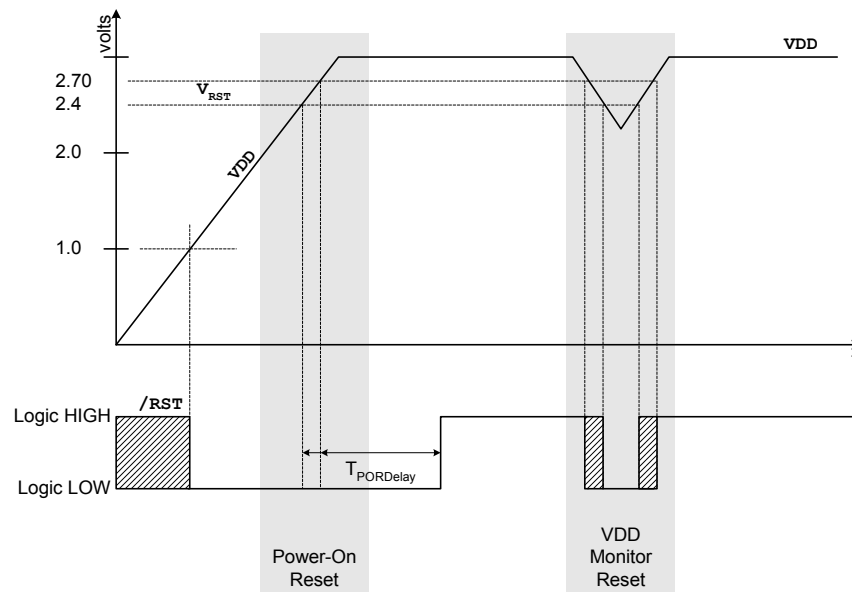 volts
VDD
2.70
V_RST
2.4
2.0
VDD
1.0
/RST
Logic HIGH
T_PORDelay
Logic LOW
Power-On
Reset
VDD
Monitor
Reset